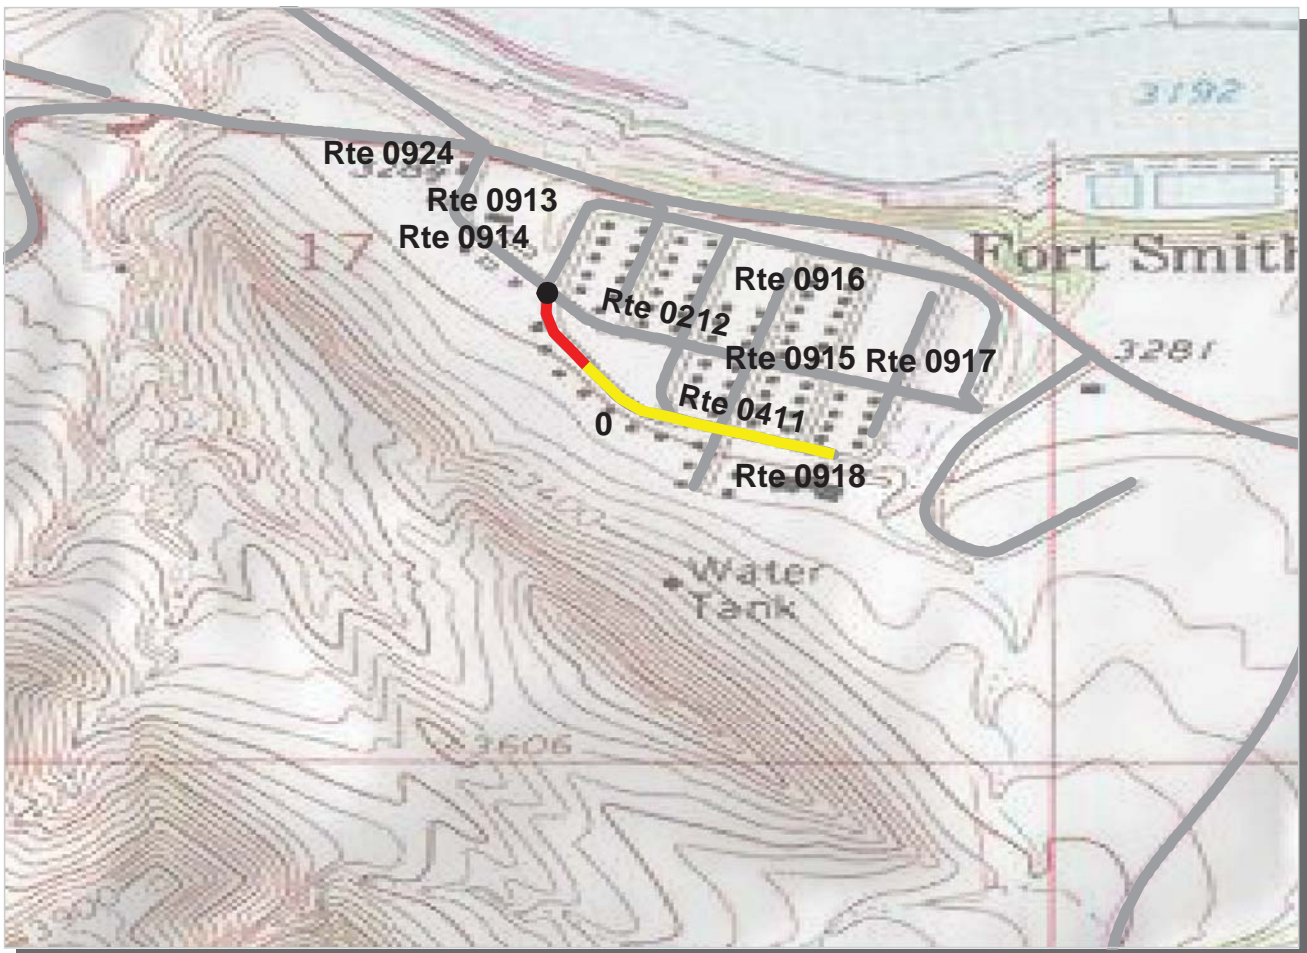 3192
Rte 0924
Rte 0913
Rte 0914
17
Fort Smith
Rte 0916
Rte 0212
3281
Rte 0915
Rte 0917
Rte 0411
0
Rte 0918
Water
Tank
3606